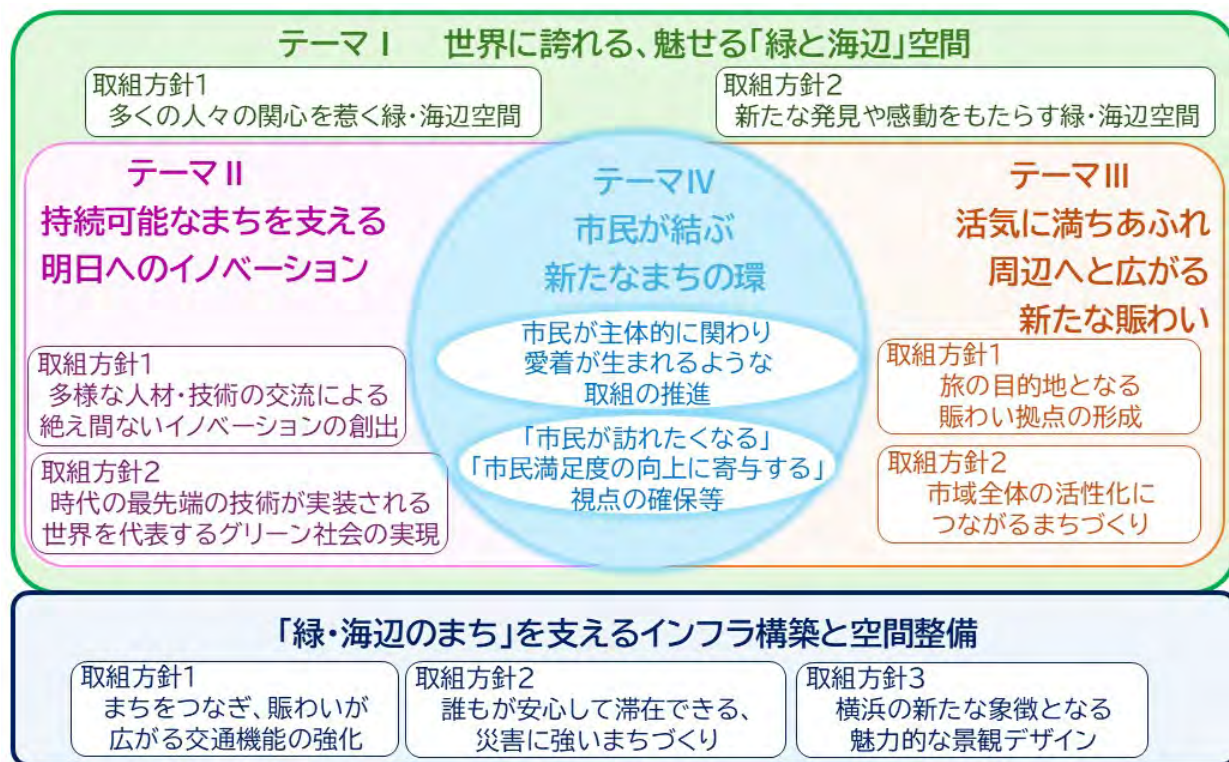 テーマⅠ　世界に誇れる、魅せる｢緑と海辺｣空間
取組方針1
多くの人々の関心を惹く緑・海辺空間
取組方針2
新たな発見や感動をもたらす緑・海辺空間
テーマⅡ
持続可能なまちを支える
明日へのイノベーション
取組方針1
多様な人材・技術の交流による
絶え間ないイノベーションの創出
取組方針2
時代の最先端の技術が実装される
世界を代表するグリーン社会の実現
テーマⅣ
市民が結ぶ
新たなまちの環
市民が主体的に関わり
愛着が生まれるような
取組の推進
｢市民が訪れたくなる｣
｢市民満足度の向上に寄与する｣
視点の確保等
テーマⅢ
活気に満ちあふれ
周辺へと広がる
新たな賑わい
取組方針1
旅の目的地となる
賑わい拠点の形成
取組方針2
市域全体の活性化に
つながるまちづくり
｢緑・海辺のまち｣を支えるインフラ構築と空間整備
取組方針1
まちをつなぎ、賑わいが
広がる交通機能の強化
取組方針2
誰もが安心して滞在できる、
災害に強いまちづくり
取組方針3
横浜の新たな象徴となる
魅力的な景観デザイン